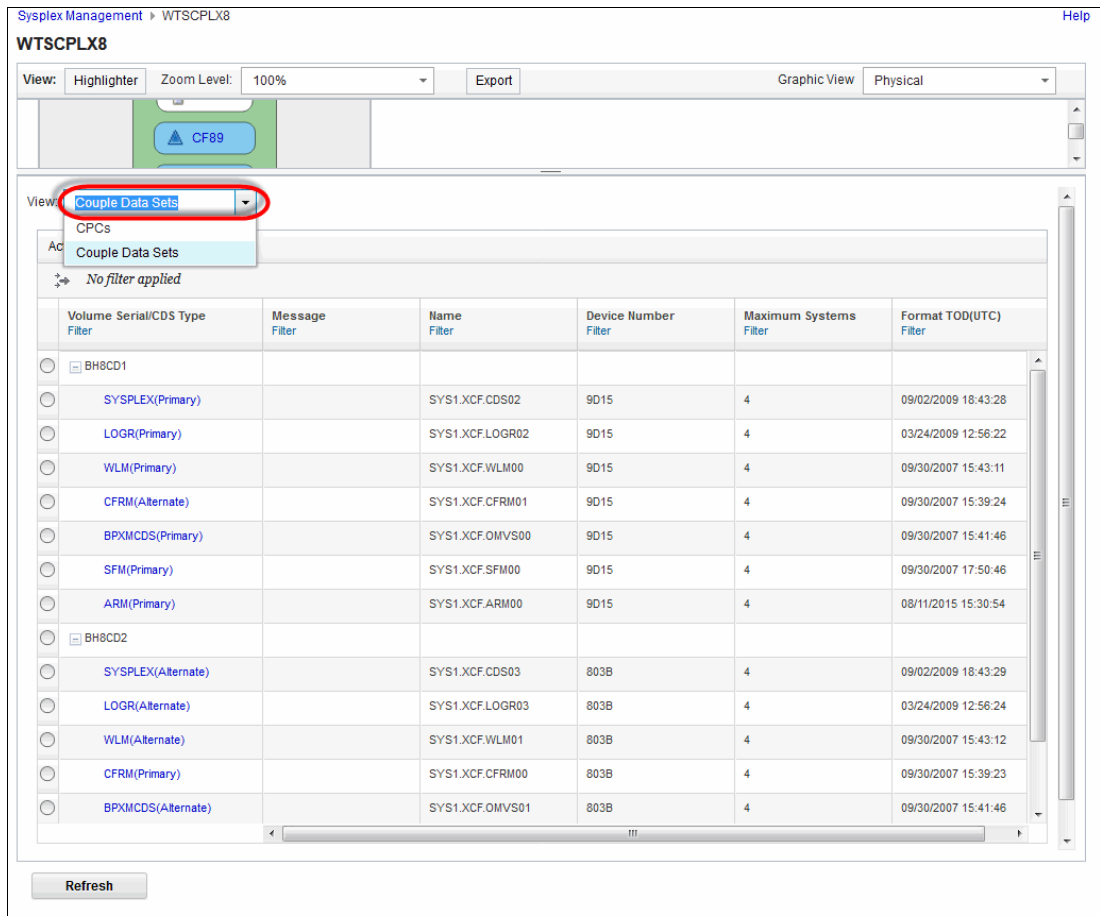 Sysplex Management ▸ WTSCPLX8 Help
WTSCPLX8
View: Highlighter Zoom Level: 100% Export Graphic View Physical
CF89
View: Couple Data Sets
CPCs
Ac
Couple Data Sets
No filter applied
Volume Serial/CDS Type Message Name Device Number Maximum Systems Format TOD(UTC)
Filter Filter Filter Filter Filter Filter
BH8CD1
SYSPLEX(Primary) SYS1.XCF.CDS02 9D15 4 09/02/2009 18:43:28
LOGR(Primary) SYS1.XCF.LOGR02 9D15 4 03/24/2009 12:56:22
WLM(Primary) SYS1.XCF.WLM00 9D15 4 09/30/2007 15:43:11
CFRM(Alternate) SYS1.XCF.CFRM01 9D15 4 09/30/2007 15:39:24
BPXMCDS(Primary) SYS1.XCF.OMVS00 9D15 4 09/30/2007 15:41:46
SFM(Primary) SYS1.XCF.SFM00 9D15 4 09/30/2007 17:50:46
ARM(Primary) SYS1.XCF.ARM00 9D15 4 08/11/2015 15:30:54
BH8CD2
SYSPLEX(Alternate) SYS1.XCF.CDS03 803B 4 09/02/2009 18:43:29
LOGR(Alternate) SYS1.XCF.LOGR03 803B 4 03/24/2009 12:56:24
WLM(Alternate) SYS1.XCF.WLM01 803B 4 09/30/2007 15:43:12
CFRM(Primary) SYS1.XCF.CFRM00 803B 4 09/30/2007 15:39:23
BPXMCDS(Alternate) SYS1.XCF.OMVS01 803B 4 09/30/2007 15:41:46
Refresh